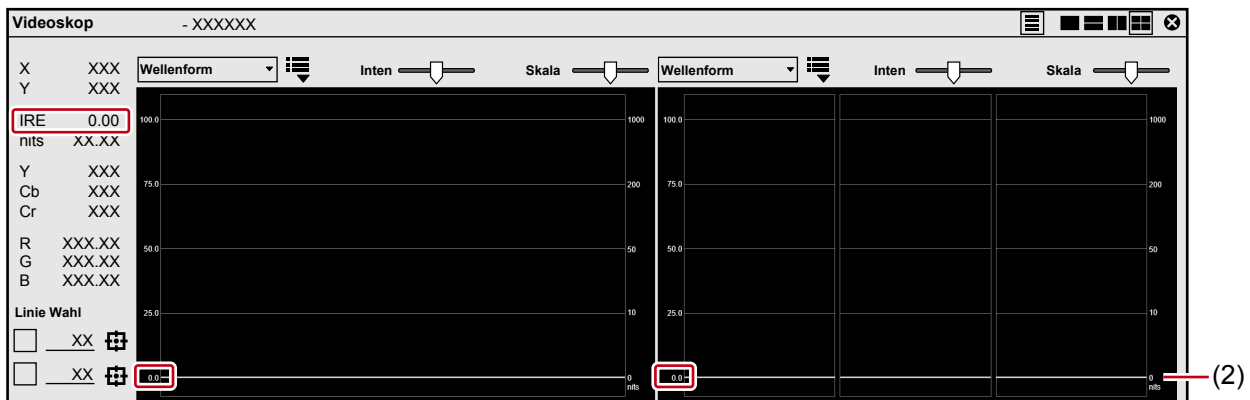 Videoskop - XXXXXX
X XXX
Y XXX
IRE 0.00
nits XX.XX
Y XXX
Cb XXX
Cr XXX
R XXX.XX
G XXX.XX
B XXX.XX
Linie Wahl
XX
XX
Wellenform Inten Skala
100.0 1000
75.0 200
50.0 50
25.0 10
0.0 0
nits
Wellenform Inten Skala
100.0 1000
75.0 200
50.0 50
25.0 10
0.0 0
nits
(2)